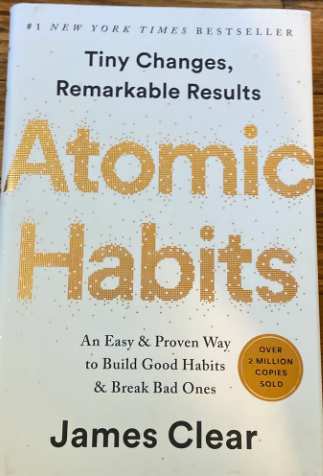 #1 NEW YORK TIMES BESTSELLER
Tiny Changes,
Remarkable Results
Atomic
Habits
An Easy & Proven Way
to Build Good Habits
& Break Bad Ones
OVER
2 MILLION
COPIES
SOLD
James Clear